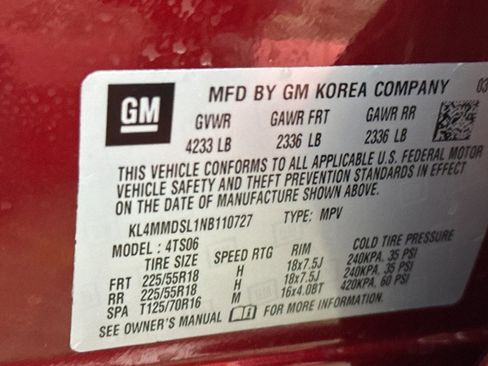 GM
MFD BY GM KOREA COMPANY 03
GVWR GAWR FRT GAWR RR
4233 LB 2336 LB 2336 LB
THIS VEHICLE CONFORMS TO ALL APPLICABLE U.S. FEDERAL MOTOR
VEHICLE SAFETY AND THEFT PREVENTION STANDARDS IN EFFECT
ON THE DATE OF MANUFACTURE SHOWN ABOVE.
KL4MMDSL1NB110727 TYPE: MPV
MODEL: 4TS06
TIRE SIZE SPEED RTG RIM COLD TIRE PRESSURE
FRT 225/55R18 H 18x7.5J 240KPA, 35 PSI
RR 225/55R18 H 18x7.5J 240KPA, 35 PSI
SPA T125/70R16 M 16x4.0BT 420KPA, 60 PSI
SEE OWNER'S MANUAL FOR MORE INFORMATION.